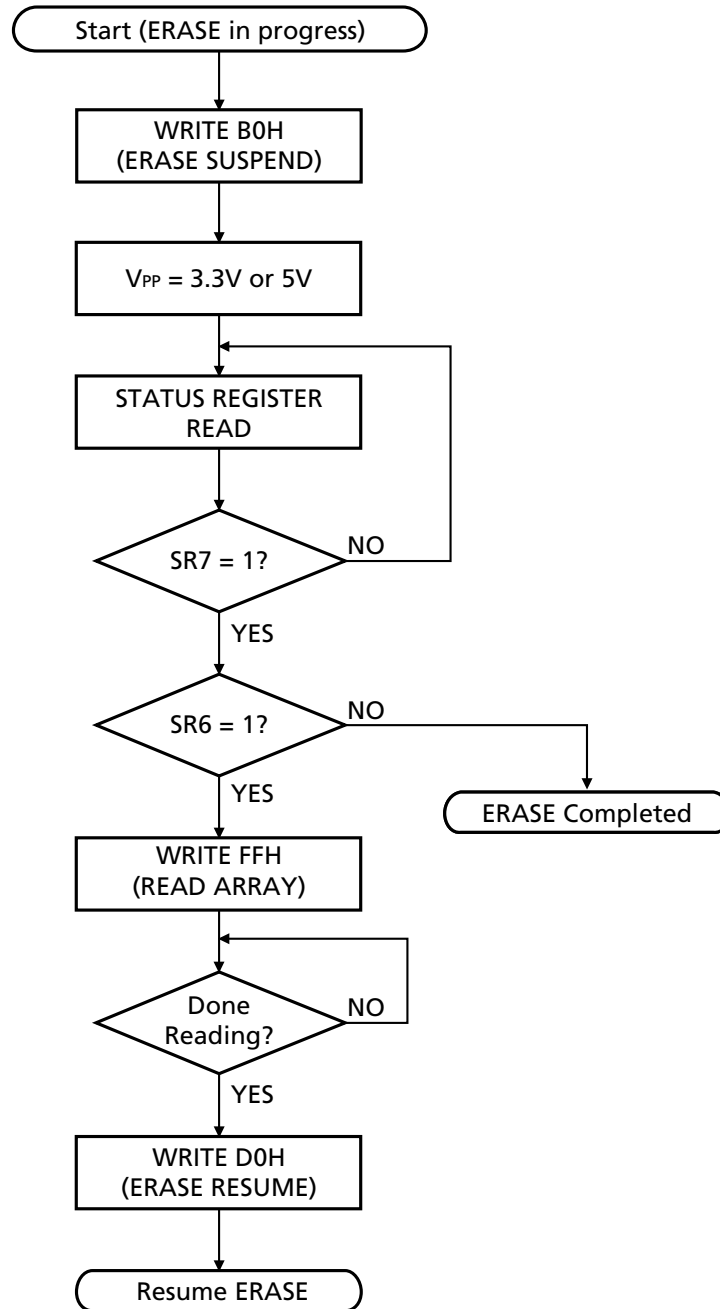 Start (ERASE in progress)
WRITE B0H
(ERASE SUSPEND)
VPP = 3.3V or 5V
STATUS REGISTER
READ
SR7 = 1?
NO
YES
SR6 = 1?
NO
YES
ERASE Completed
WRITE FFH
(READ ARRAY)
Done
Reading?
NO
YES
WRITE D0H
(ERASE RESUME)
Resume ERASE